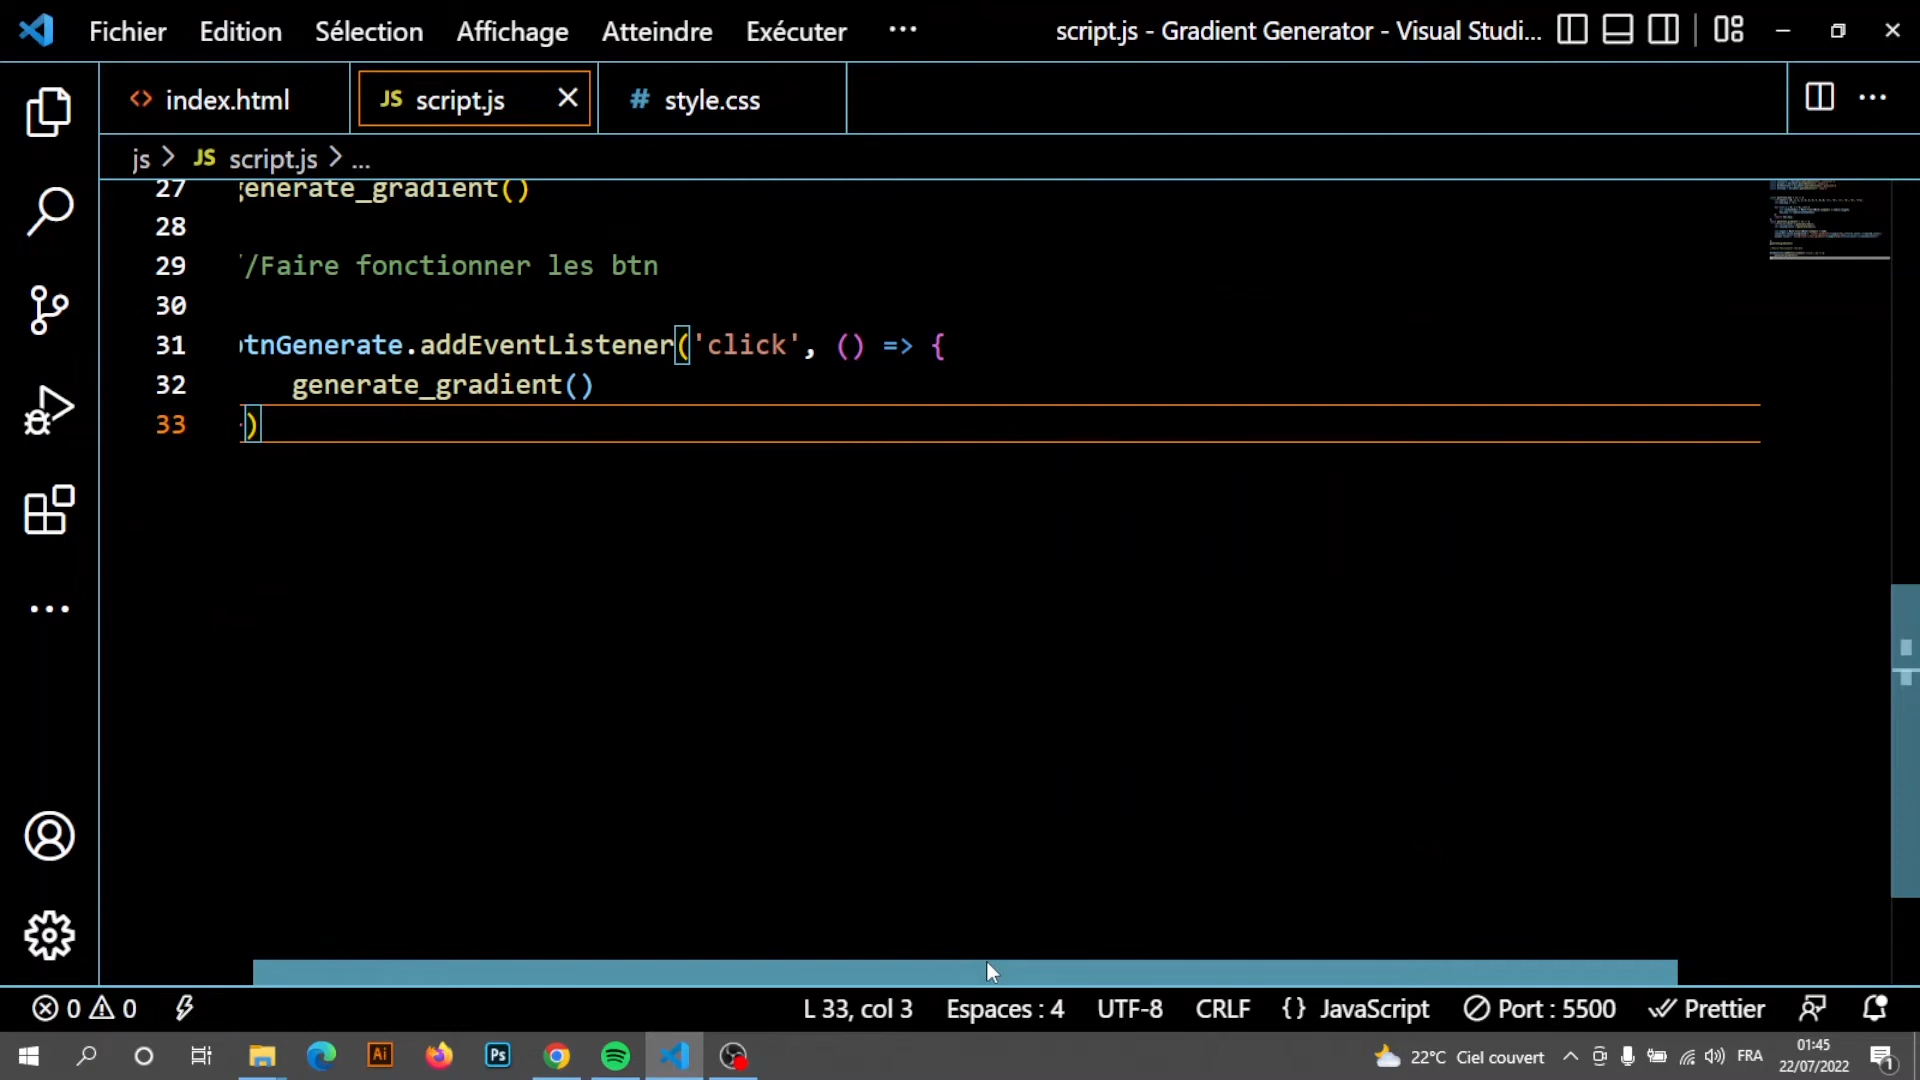 Fichier Edition Sélection Affichage Atteindre Exécuter ··· script.js - Gradient Generator - Visual Studi...
<> index.html JS script.js # style.css ···
js > JS script.js > ...
27 generate_gradient()
28
29 //Faire fonctionner les btn
30
31 btnGenerate.addEventListener('click', () => {
32 generate_gradient()
33 })
0 0 L 33, col 3 Espaces : 4 UTF-8 CRLF {} JavaScript Port : 5500 Prettier
Ai Ps 22°C Ciel couvert FRA 01:45
22/07/2022 1